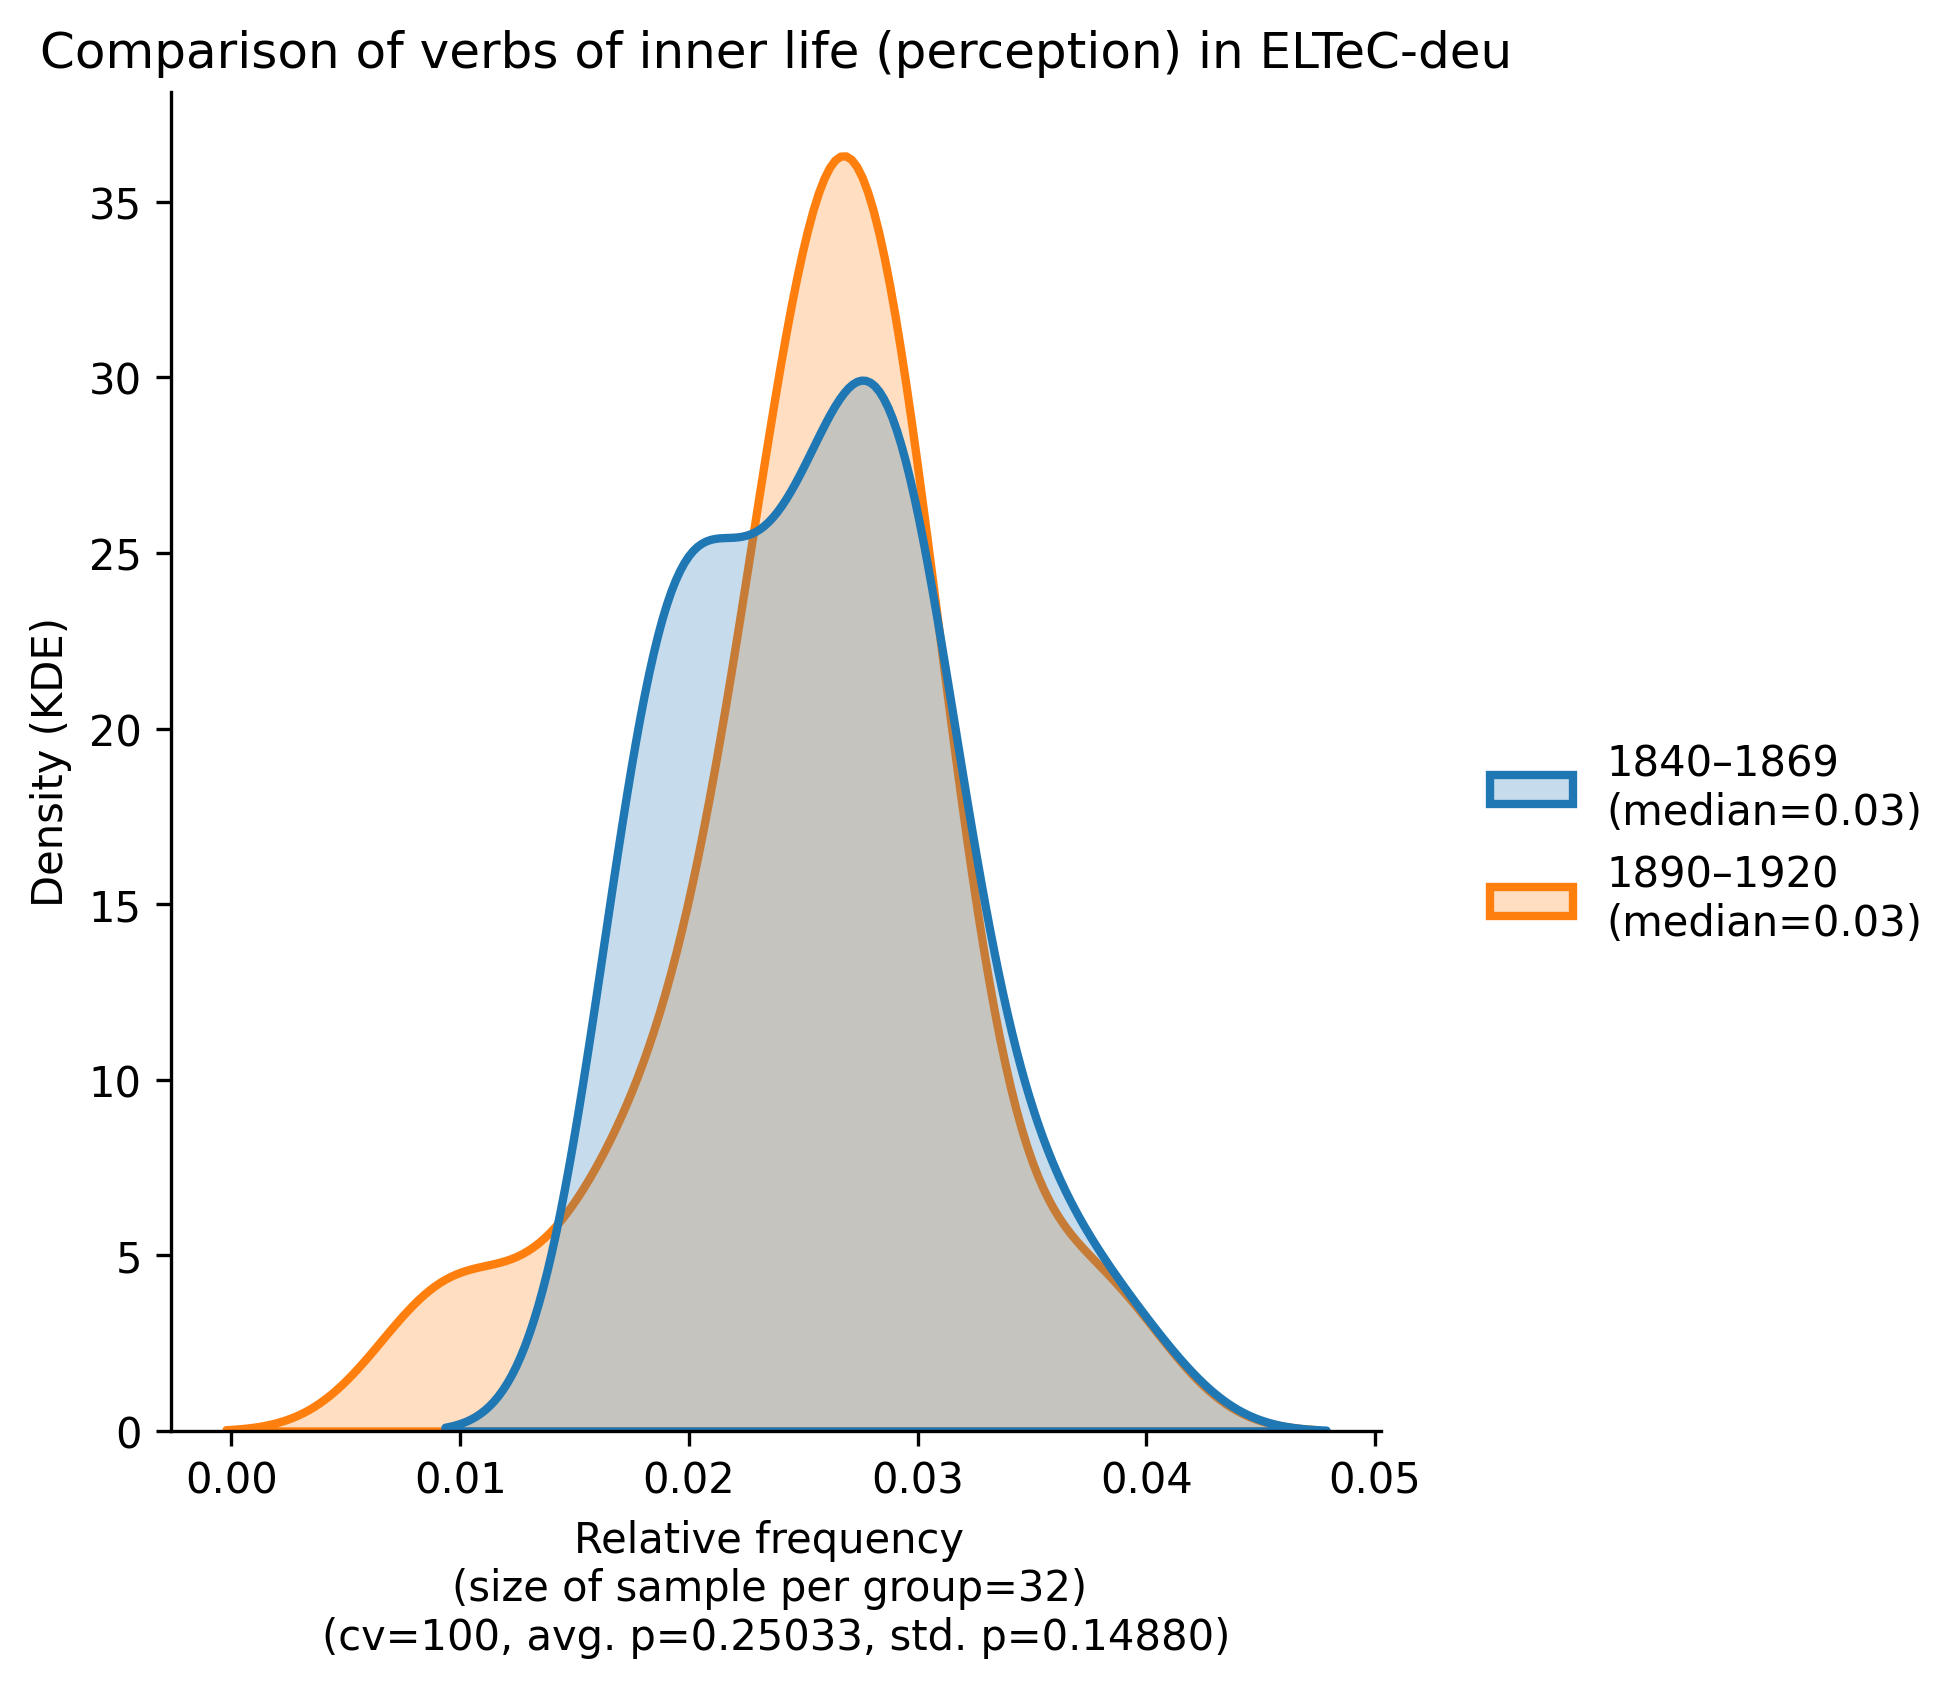 Comparison of verbs of inner life (perception) in ELTeC-deu
Density (KDE)
35
30
25
20
15
10
5
0
0.00
0.01
0.02
0.03
0.04
0.05
Relative frequency
(size of sample per group=32)
(cv=100, avg. p=0.25033, std. p=0.14880)
1840–1869
(median=0.03)
1890–1920
(median=0.03)